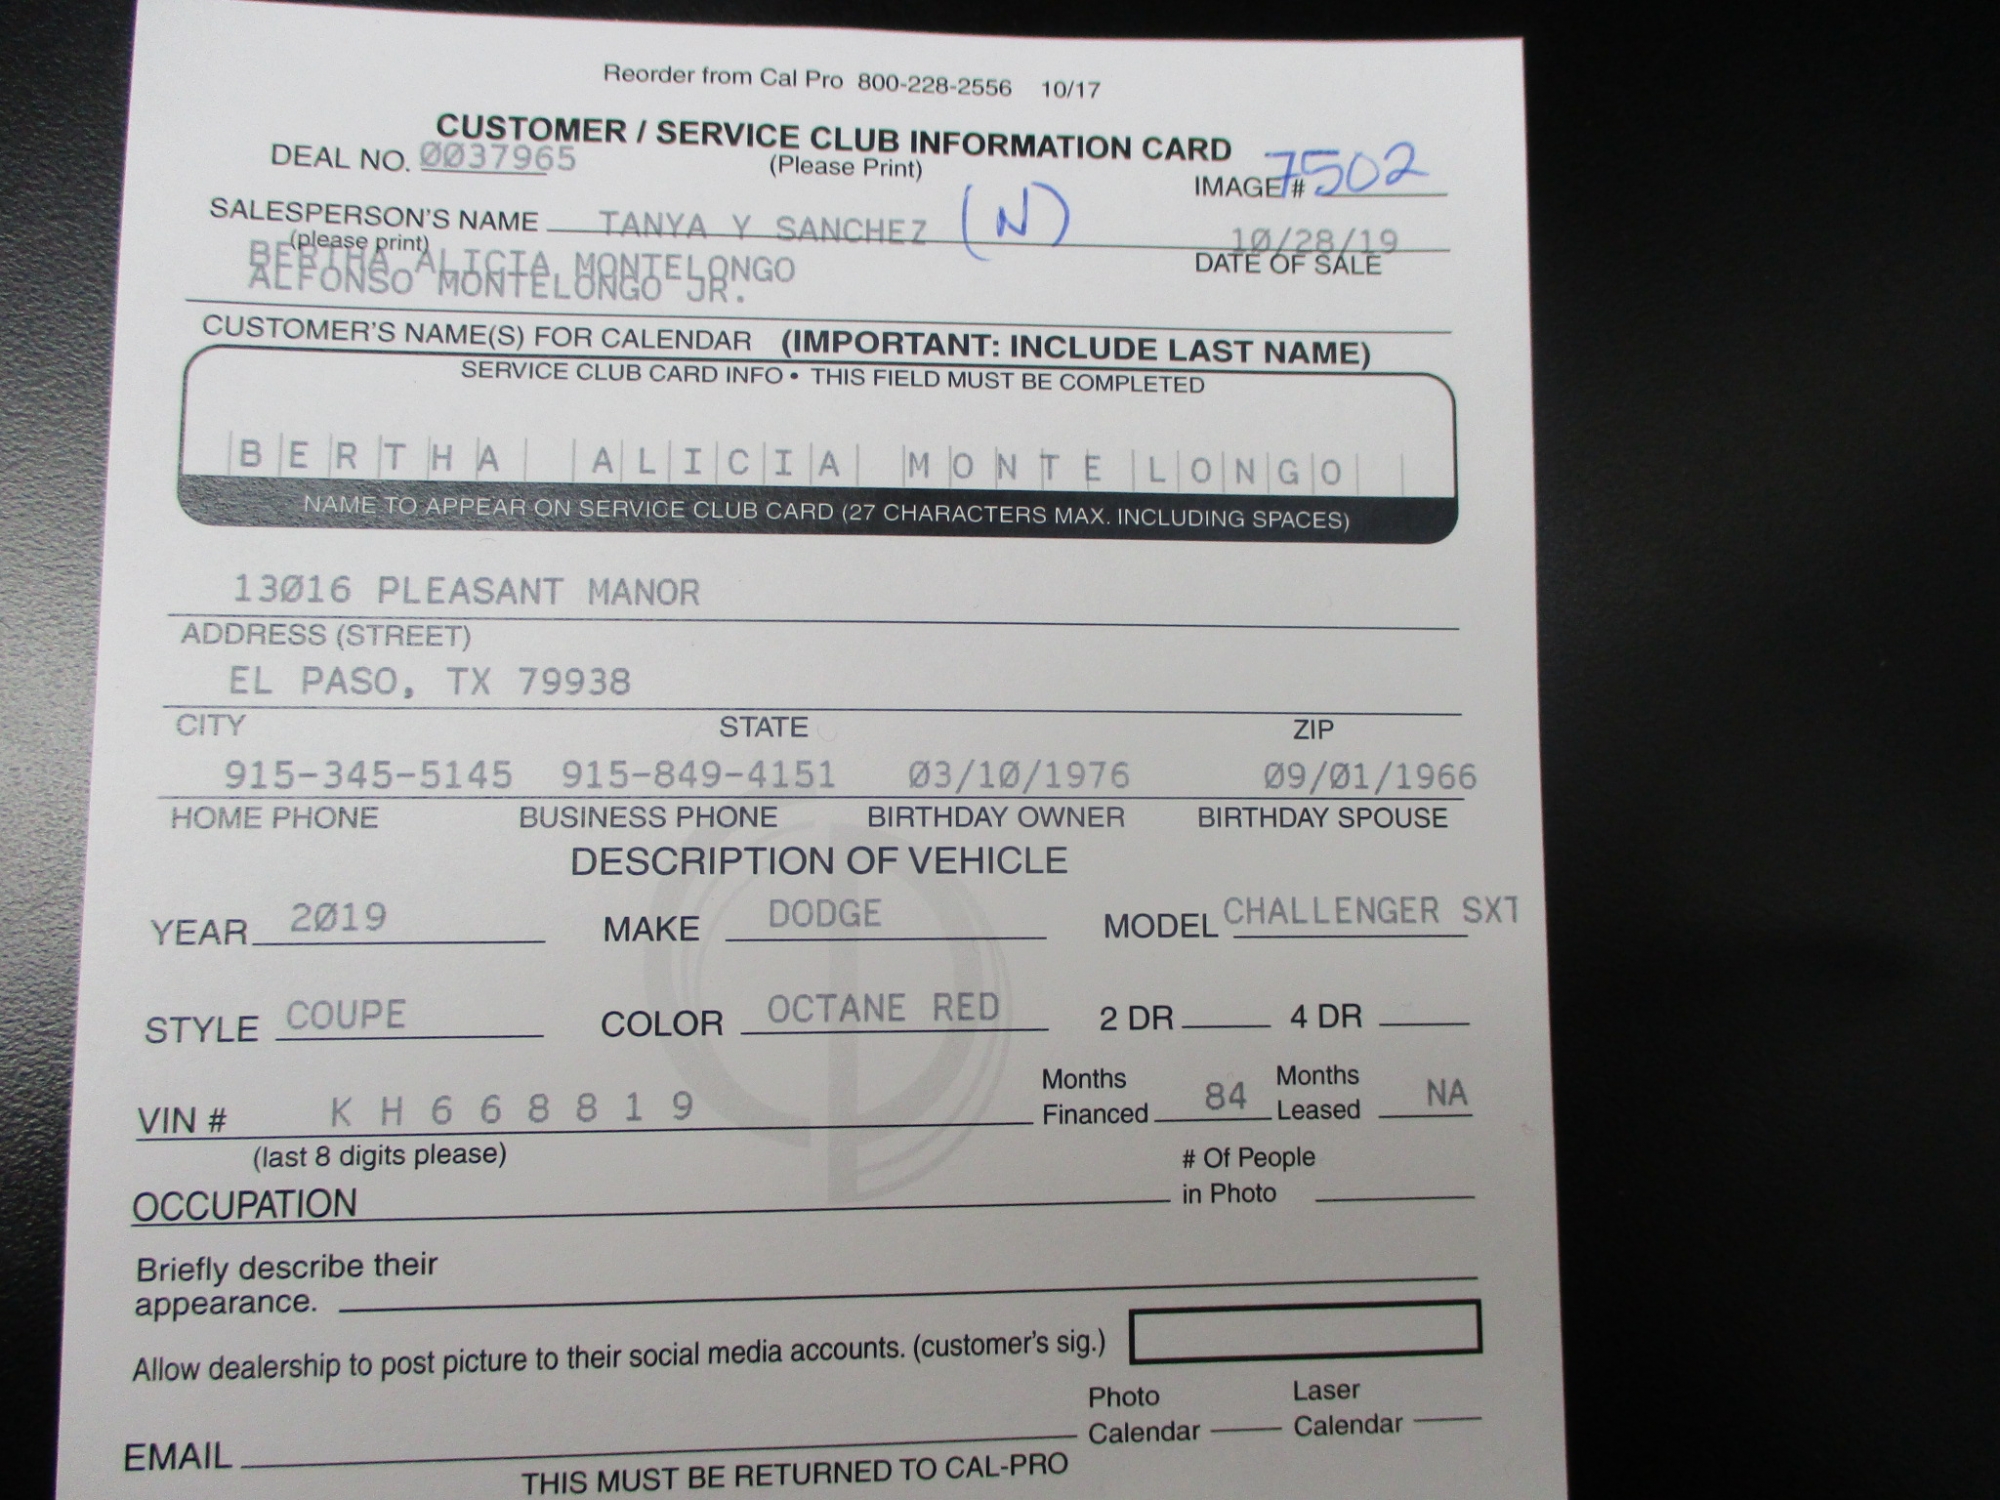 Reorder from Cal Pro 800-228-2556 10/17
CUSTOMER / SERVICE CLUB INFORMATION CARD
DEAL NO. 0037965 (Please Print) IMAGE# 7502
SALESPERSON'S NAME TANYA Y SANCHEZ (N) 10/28/19
(please print) DATE OF SALE
BERTHA ALICIA MONTELONGO
ALFONSO MONTELONGO JR.
CUSTOMER'S NAME(S) FOR CALENDAR (IMPORTANT: INCLUDE LAST NAME)
SERVICE CLUB CARD INFO • THIS FIELD MUST BE COMPLETED
BERTHA ALICIA MONTELONGO
NAME TO APPEAR ON SERVICE CLUB CARD (27 CHARACTERS MAX. INCLUDING SPACES)
13016 PLEASANT MANOR
ADDRESS (STREET)
EL PASO, TX 79938
CITY STATE ZIP
915-345-5145 915-849-4151 03/10/1976 09/01/1966
HOME PHONE BUSINESS PHONE BIRTHDAY OWNER BIRTHDAY SPOUSE
DESCRIPTION OF VEHICLE
YEAR 2019 MAKE DODGE MODEL CHALLENGER SXT
STYLE COUPE COLOR OCTANE RED 2 DR 4 DR
VIN # K H 6 6 8 8 1 9 Months Financed 84 Months Leased NA
(last 8 digits please) # Of People in Photo
OCCUPATION
Briefly describe their
appearance.
Allow dealership to post picture to their social media accounts. (customer's sig.)
Photo Calendar Laser Calendar
EMAIL
THIS MUST BE RETURNED TO CAL-PRO